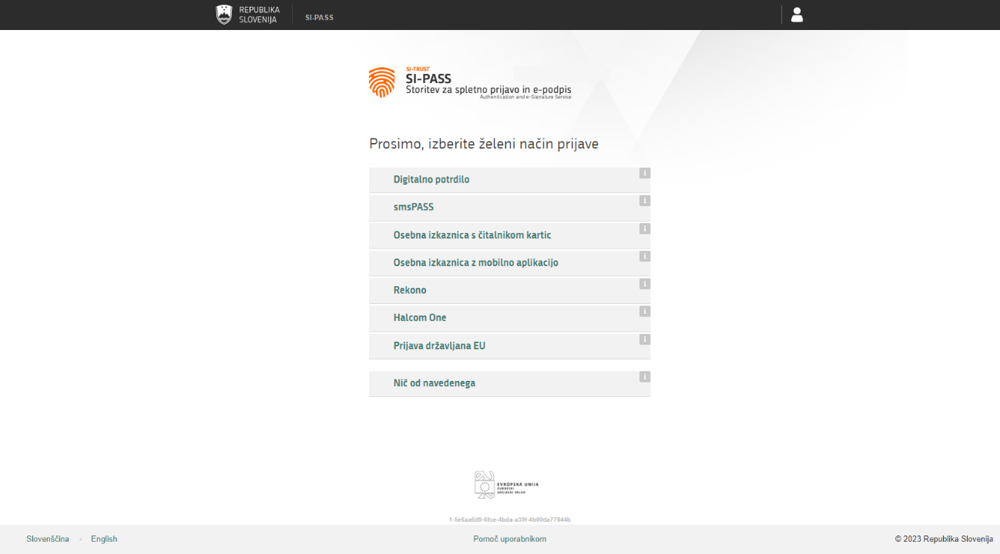 REPUBLIKA
SLOVENIJA
SI-PASS
SI-TRUST
SI-PASS
Storitev za spletno prijavo in e-podpis
Authentication and e-Signature Service
Prosimo, izberite želeni način prijave
Digitalno potrdilo
smsPASS
Osebna izkaznica s čitalnikom kartic
Osebna izkaznica z mobilno aplikacijo
Rekono
Halcom One
Prijava državljana EU
Nič od navedenega
EVROPSKA UNIJA
EVROPSKI
SOCIALNI SKLAD
1-5e6aa6d9-6fce-4bda-a39f-4b00da77844b
Slovenščina • English
Pomoč uporabnikom
© 2023 Republika Slovenija